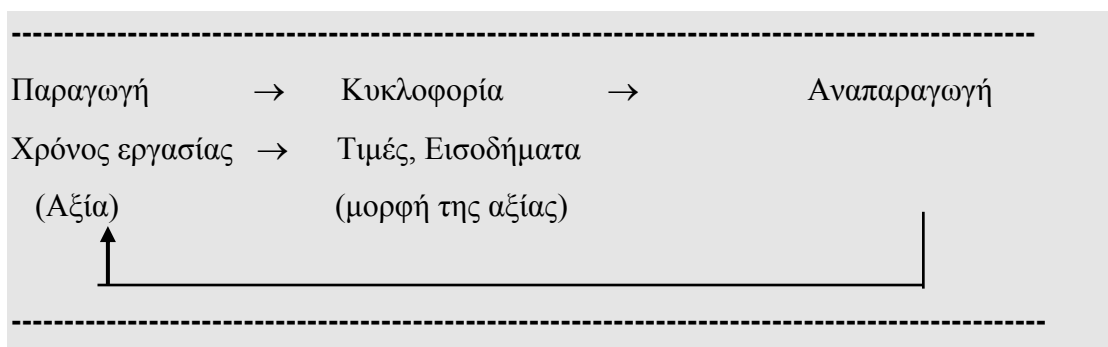 Παραγωγή → Κυκλοφορία → Αναπαραγωγή
Χρόνος εργασίας → Τιμές, Εισοδήματα
(Αξία) (μορφή της αξίας)